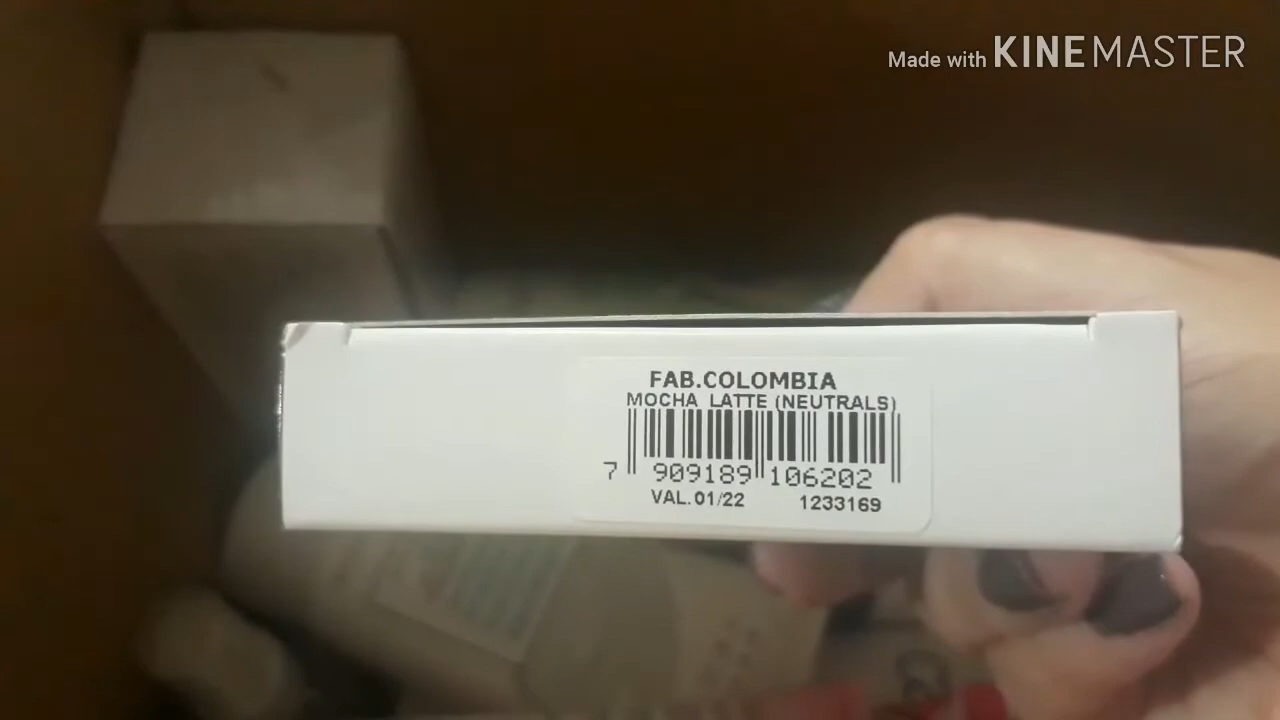 Made with KINEMASTER
FAB.COLOMBIA
MOCHA LATTE (NEUTRALS)
7 909189 106202
VAL.01/22 1233169